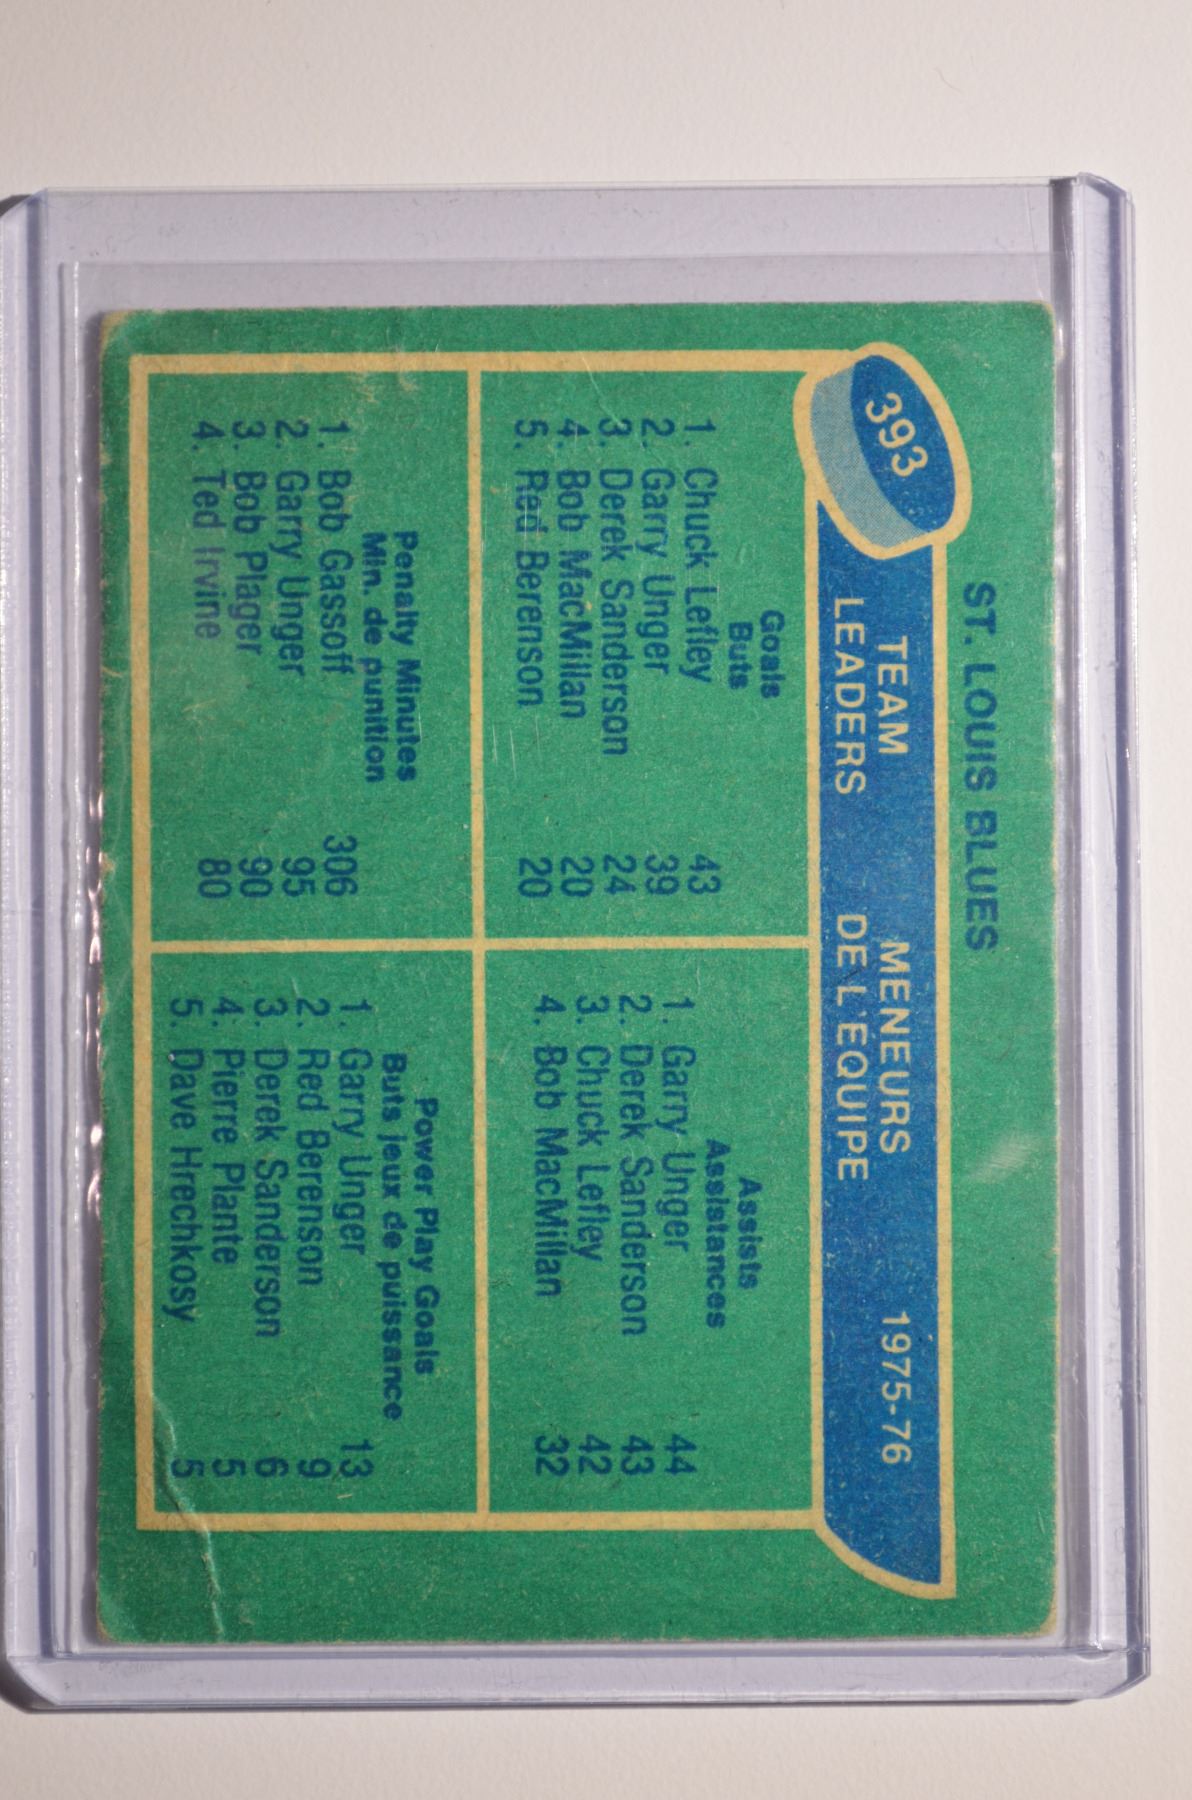 ST. LOUIS BLUES
393
TEAM LEADERS
MENEURS DE L'ÉQUIPE
1975-76
Goals
Buts
1. Chuck Lefley 43
2. Garry Unger 39
3. Derek Sanderson 24
4. Bob MacMillan 20
5. Red Berenson 20
Assists
Assistances
1. Garry Unger 44
2. Derek Sanderson 43
3. Chuck Lefley 42
4. Bob MacMillan 32
Penalty Minutes
Min. de punition
1. Bob Gassoff 306
2. Garry Unger 95
3. Bob Plager 90
4. Ted Irvine 80
Power Play Goals
Buts jeux de puissance
1. Garry Unger 13
2. Red Berenson 9
3. Derek Sanderson 6
4. Pierre Plante 5
5. Dave Hrechkosy 5